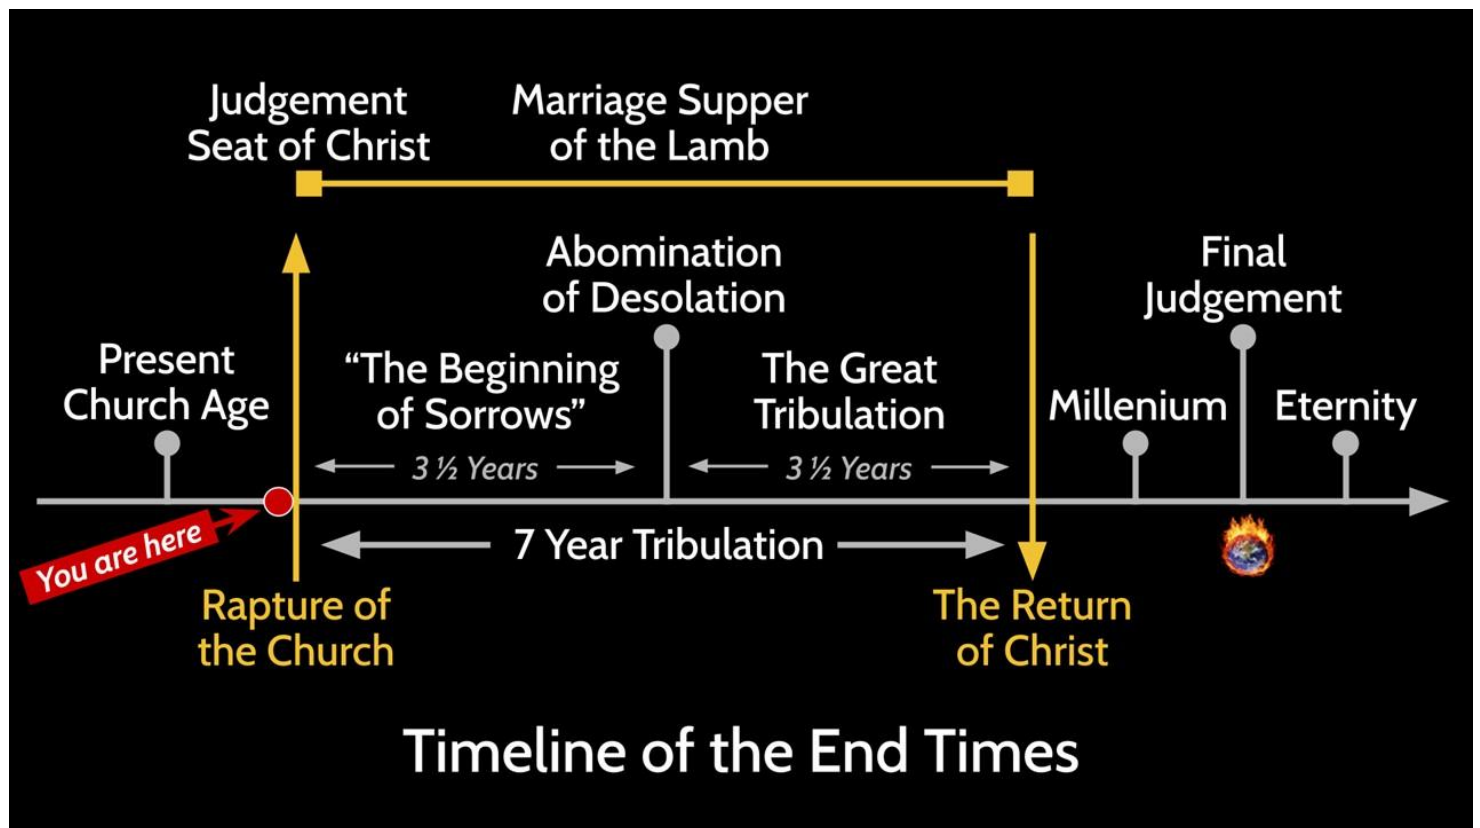 Judgement
Seat of Christ
Marriage Supper
of the Lamb
Abomination
of Desolation
Final
Judgement
Present
Church Age
“The Beginning
of Sorrows”
The Great
Tribulation
Millenium
Eternity
3 ½ Years
3 ½ Years
You are here
7 Year Tribulation
Rapture of
the Church
The Return
of Christ
Timeline of the End Times